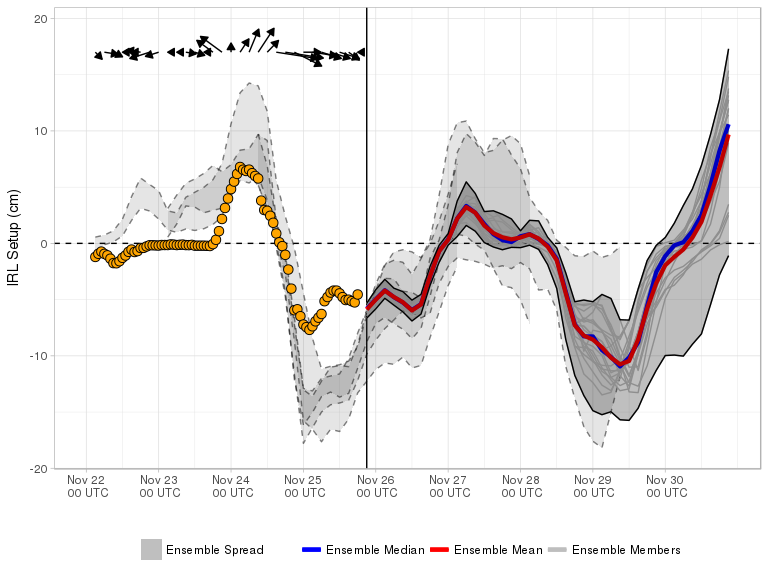 20
10
0
-10
-20
IRL Setup (cm)
Nov 22 Nov 23 Nov 24 Nov 25 Nov 26 Nov 27 Nov 28 Nov 29 Nov 30
00 UTC 00 UTC 00 UTC 00 UTC 00 UTC 00 UTC 00 UTC 00 UTC 00 UTC
Ensemble Spread Ensemble Median Ensemble Mean Ensemble Members